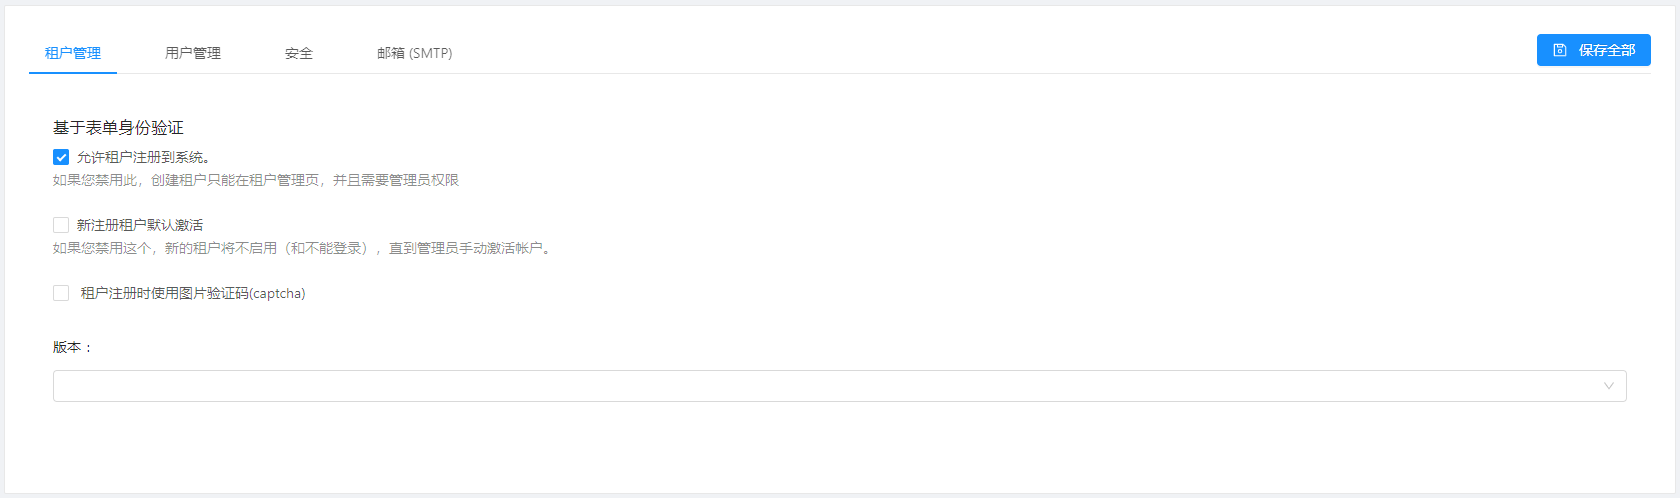 租户管理 用户管理 安全 邮箱 (SMTP) 保存全部
基于表单身份验证
允许租户注册到系统。
如果您禁用此，创建租户只能在租户管理页，并且需要管理员权限
新注册租户默认激活
如果您禁用这个，新的租户将不启用（和不能登录），直到管理员手动激活帐户。
租户注册时使用图片验证码(captcha)
版本：